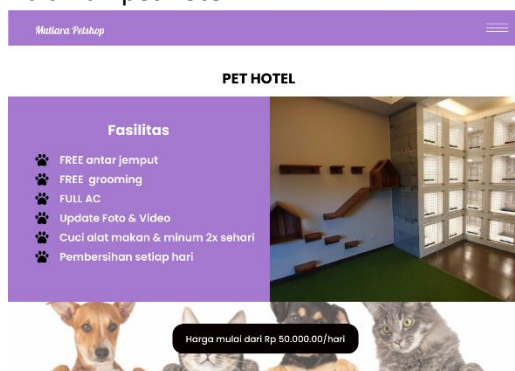 Mutiara Petshop
PET HOTEL
Fasilitas
FREE antar jemput
FREE grooming
FULL AC
Update Foto & Video
Cuci alat makan & minum 2x sehari
Pembersihan setiap hari
Harga mulai dari Rp 50.000.00/hari